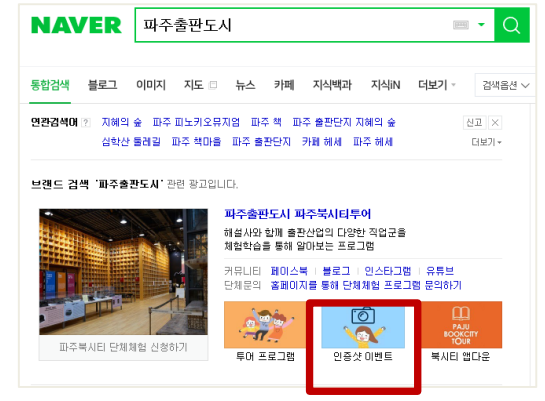 NAVER 파주출판도시
통합검색 블로그 이미지 지도 뉴스 카페 지식백과 지식iN 더보기 검색옵션
연관검색어 ? 지혜의 숲 파주 피노키오뮤지엄 파주 책 파주 출판단지 지혜의 숲 신고 X
심학산 둘레길 파주 책마을 파주 출판단지 카페 헤세 파주 헤세 더보기
브랜드 검색 '파주출판도시' 관련 광고입니다.
파주출판도시 파주북시티투어
해설사와 함께 출판산업의 다양한 직업군을
체험학습을 통해 알아보는 프로그램
커뮤니티 페이스북 블로그 인스타그램 유튜브
단체문의 홈페이지를 통해 단체체험 프로그램 문의하기
파주북시티 단체체험 신청하기
PAJU
BOOKCITY
TOUR
투어 프로그램 인증샷 이벤트 북시티 앱다운